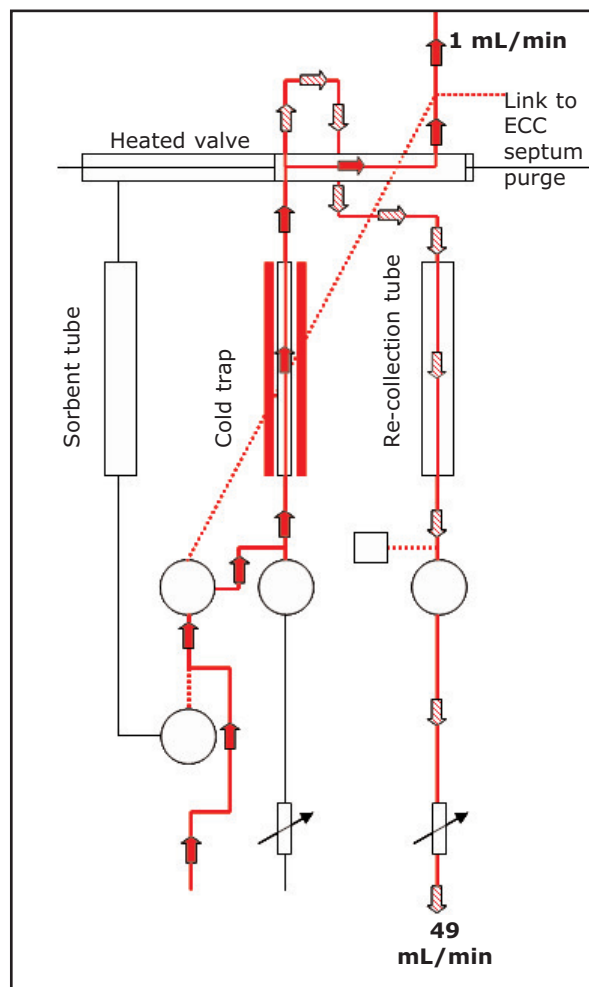 1 mL/min
Link to
ECC
septum
purge
Heated valve
Sorbent tube
Cold trap
Re-collection tube
49
mL/min